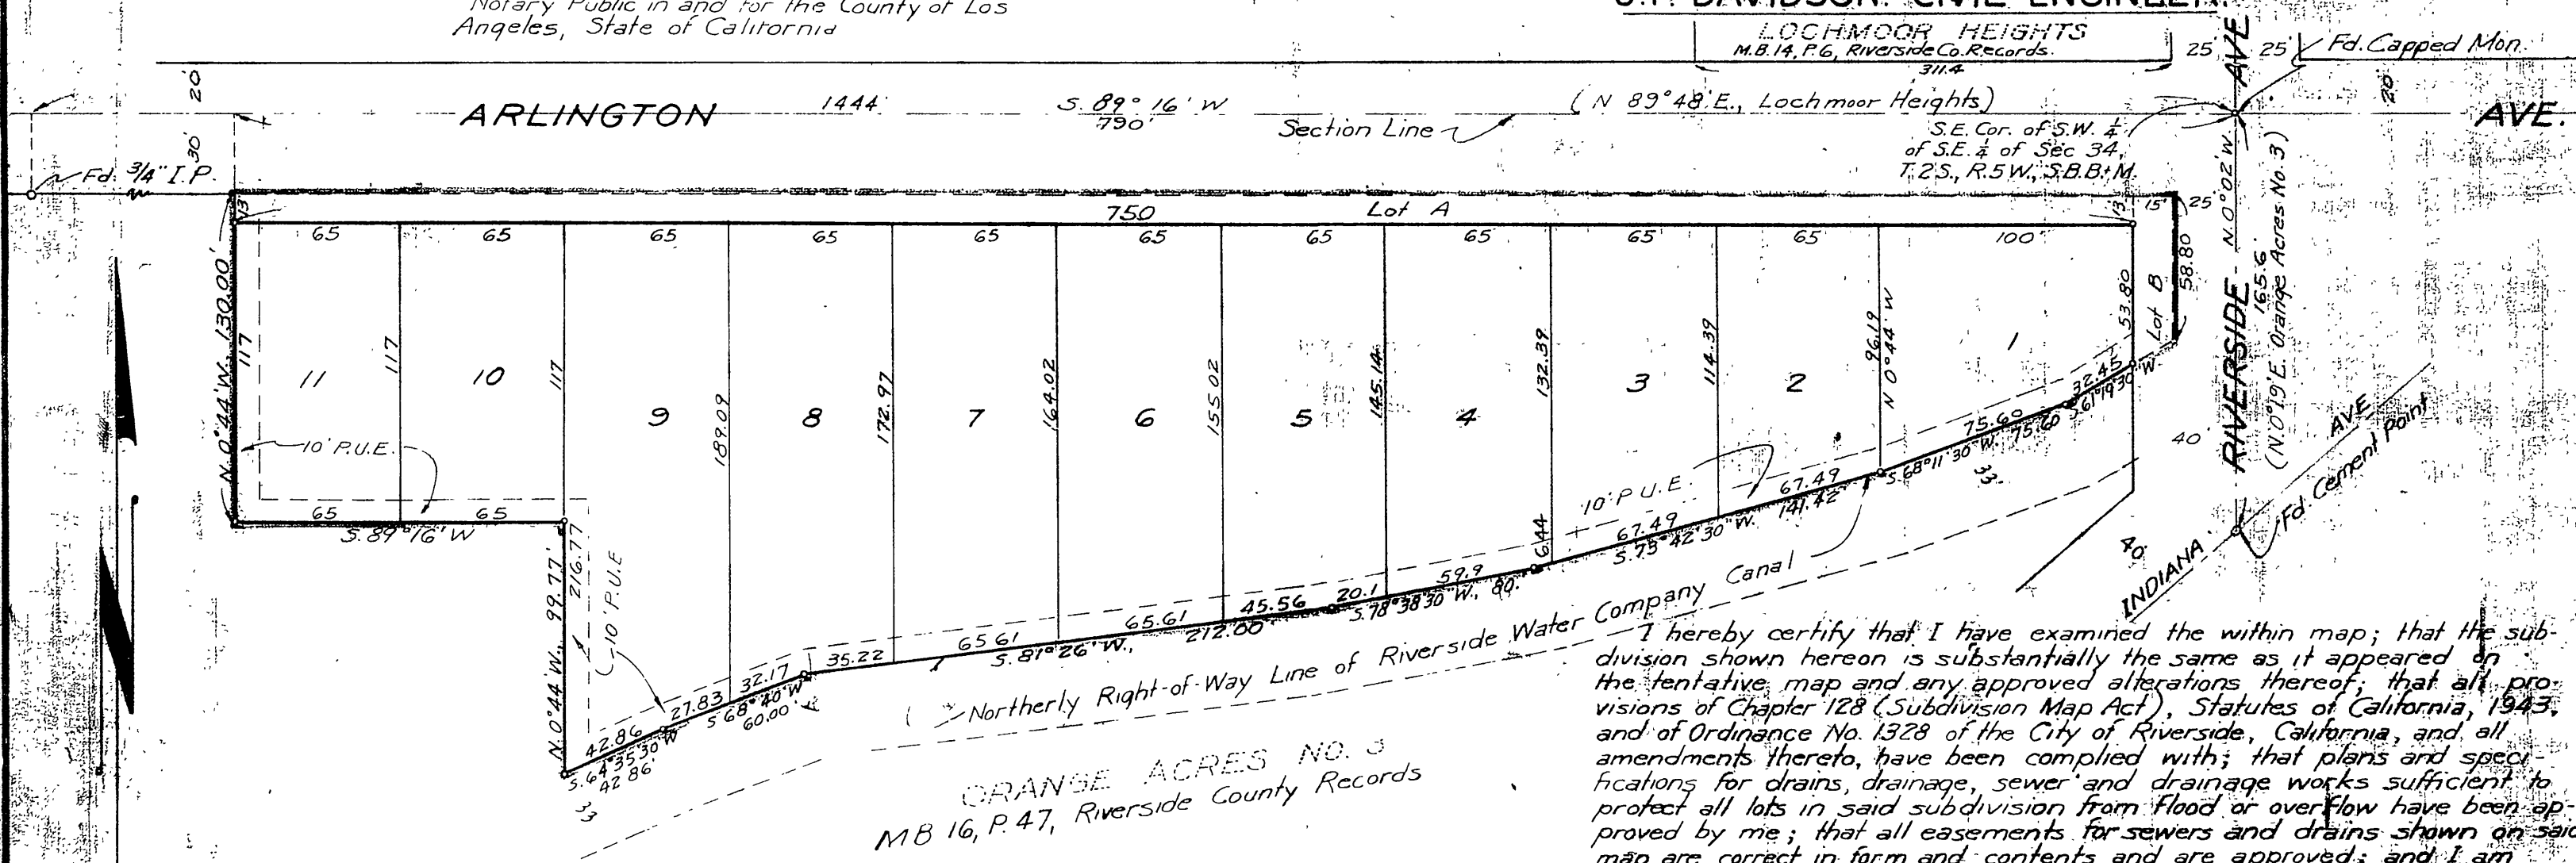 Notary Public in and for the County of Los
Angeles, State of California
J.F. DAVIDSON. CIVIL ENGINEER.
LOCHMOOR HEIGHTS
M.B. 14, P. 6, Riverside Co. Records.
311.4
25'
25'
AVE
Fd. Capped Mon.
20'
20'
30'
ARLINGTON
1444'
S. 89° 16' W
790'
(N 89°48'E., Lochmoor Heights)
Section Line
AVE.
S.E. Cor. of S.W. ¼
of S.E. ¼ of Sec 34,
T. 2 S., R. 5 W., S.B.B.+M.
Fd. 3/4" I.P.
13'
750
Lot A
13'
15'
25'
65
65
65
65
65
65
65
65
65
65
100'
N. 0°44' W. 130.00'
117
117
117
189.09
172.97
164.02
155.02
145.14
132.39
114.39
96.19
N 0°44' W
53.80
Lot B
58.80
RIVERSIDE
N. 0°02' W.
165.6
(N. 0°19' E. Orange Acres No. 3)
11
10
9
8
7
6
5
4
3
2
1
10' P.U.E.
65
65
S. 89°16' W
N. 0°44' W., 99.77'
216.77
10' P.U.E
42.86
S. 64°35'30" W
42.86'
33
27.83
32.17
S 68°40' W
60.00'
35.22
65.61
65.61
45.56
S. 81°26' W.,
212.00
20.1
59.9
S. 78°38'30" W., 80.
6.44
10' P.U.E.
67.49
67.49
S. 73°42'30" W.
141.42
75.60
S. 68°11'30" W. 75.60
32.45
S. 61°19'30" W.
33
40'
40'
AVE
INDIANA
Fd. Cement Point
Northerly Right-of-Way Line of Riverside Water Company Canal
ORANGE ACRES NO. 3
M B 16, P. 47, Riverside County Records
I hereby certify that I have examined the within map; that the sub-
division shown hereon is substantially the same as it appeared on
the tentative map and any approved alterations thereof; that all pro-
visions of Chapter 128 (Subdivision Map Act), Statutes of California, 1943,
and of Ordinance No. 1328 of the City of Riverside, California, and all
amendments thereto, have been complied with; that plans and speci-
fications for drains, drainage, sewer and drainage works sufficient to
protect all lots in said subdivision from flood or overflow have been ap-
proved by me; that all easements for sewers and drains shown on said
map are correct in form and contents and are approved; and I am